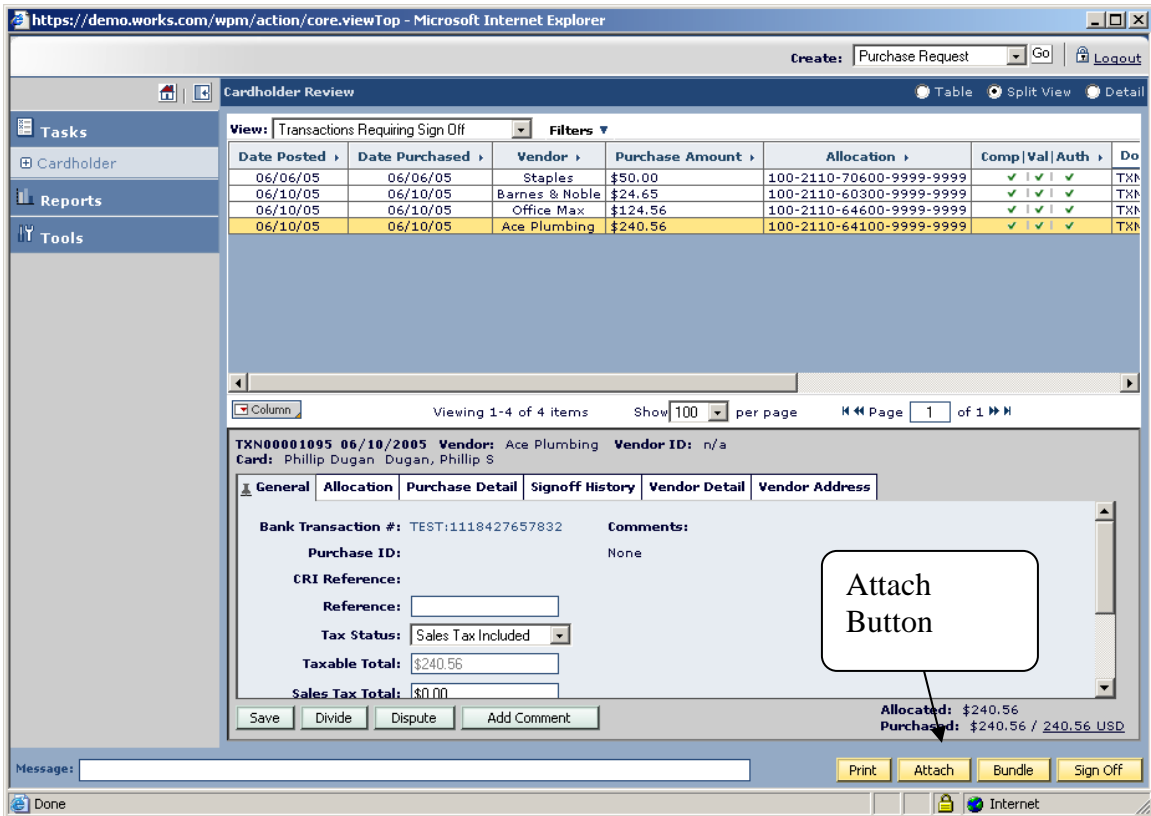 https://demo.works.com/wpm/action/core.viewTop - Microsoft Internet Explorer
Create: Purchase Request Go Logout
Cardholder Review Table Split View Detail
Tasks
Cardholder
Reports
Tools
View: Transactions Requiring Sign Off Filters
Date Posted Date Purchased Vendor Purchase Amount Allocation Comp|Val|Auth Do
06/06/05 06/06/05 Staples $50.00 100-2110-70600-9999-9999 TXN
06/10/05 06/10/05 Barnes & Noble $24.65 100-2110-60300-9999-9999 TXN
06/10/05 06/10/05 Office Max $124.56 100-2110-64600-9999-9999 TXN
06/10/05 06/10/05 Ace Plumbing $240.56 100-2110-64100-9999-9999 TXN
Column Viewing 1-4 of 4 items Show 100 per page Page 1 of 1
TXN00001095 06/10/2005 Vendor: Ace Plumbing Vendor ID: n/a
Card: Phillip Dugan Dugan, Phillip S
General Allocation Purchase Detail Signoff History Vendor Detail Vendor Address
Bank Transaction #: TEST:1118427657832 Comments:
Purchase ID: None
CRI Reference:
Reference:
Tax Status: Sales Tax Included
Taxable Total: $240.56
Sales Tax Total: $0.00
Attach
Button
Save Divide Dispute Add Comment
Allocated: $240.56
Purchased: $240.56 / 240.56 USD
Message: Print Attach Bundle Sign Off
Done Internet